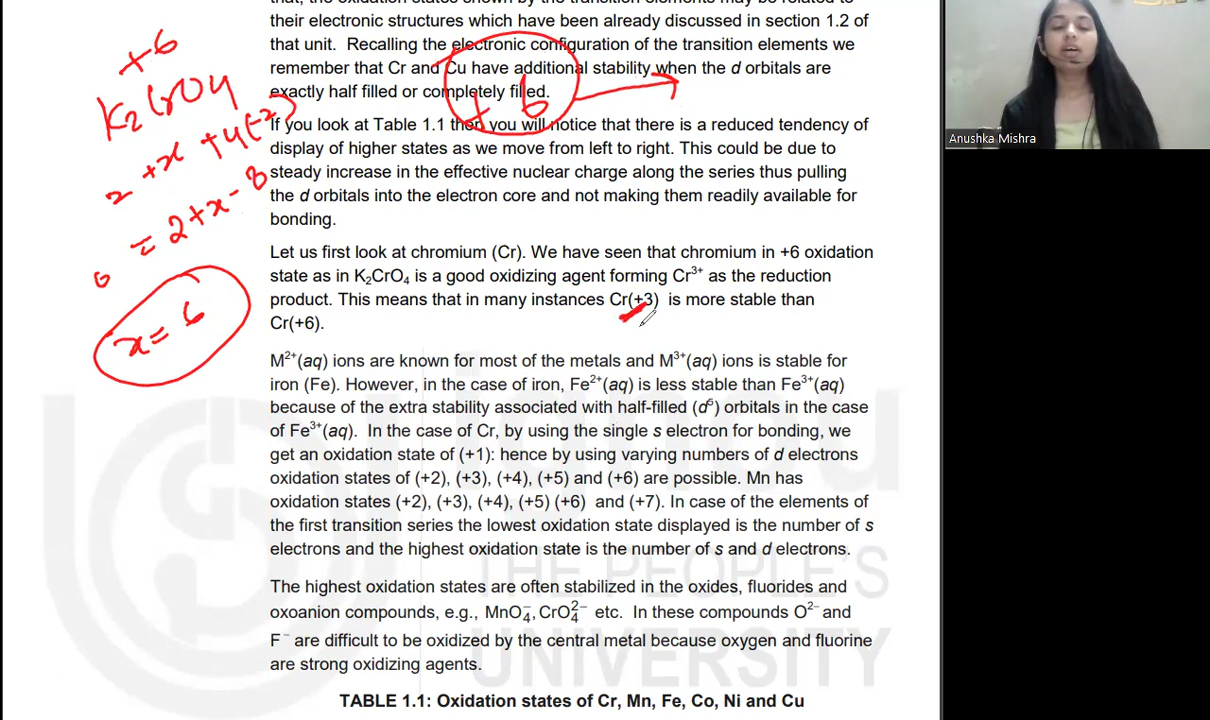 that, the oxidation states shown by the transition elements may be related to
their electronic structures which have been already discussed in section 1.2 of
that unit. Recalling the electronic configuration of the transition elements we
remember that Cr and Cu have additional stability when the d orbitals are
exactly half filled or completely filled.
If you look at Table 1.1 then you will notice that there is a reduced tendency of
display of higher states as we move from left to right. This could be due to
steady increase in the effective nuclear charge along the series thus pulling
the d orbitals into the electron core and not making them readily available for
bonding.
Let us first look at chromium (Cr). We have seen that chromium in +6 oxidation
state as in K₂CrO₄ is a good oxidizing agent forming Cr³⁺ as the reduction
product. This means that in many instances Cr(+3) is more stable than
Cr(+6).
M²⁺(aq) ions are known for most of the metals and M³⁺(aq) ions is stable for
iron (Fe). However, in the case of iron, Fe²⁺(aq) is less stable than Fe³⁺(aq)
because of the extra stability associated with half-filled (d⁵) orbitals in the case
of Fe³⁺(aq). In the case of Cr, by using the single s electron for bonding, we
get an oxidation state of (+1): hence by using varying numbers of d electrons
oxidation states of (+2), (+3), (+4), (+5) and (+6) are possible. Mn has
oxidation states (+2), (+3), (+4), (+5) (+6) and (+7). In case of the elements of
the first transition series the lowest oxidation state displayed is the number of s
electrons and the highest oxidation state is the number of s and d electrons.
The highest oxidation states are often stabilized in the oxides, fluorides and
oxoanion compounds, e.g., MnO₄⁻, CrO₄²⁻ etc. In these compounds O²⁻ and
F⁻ are difficult to be oxidized by the central metal because oxygen and fluorine
are strong oxidizing agents.
TABLE 1.1: Oxidation states of Cr, Mn, Fe, Co, Ni and Cu
+6
K₂CrO₄
2 +x +4(-2)
= 2+x-8
x = 6
+6
Anushka Mishra
ignou
THE PEOPLE'S
UNIVERSITY